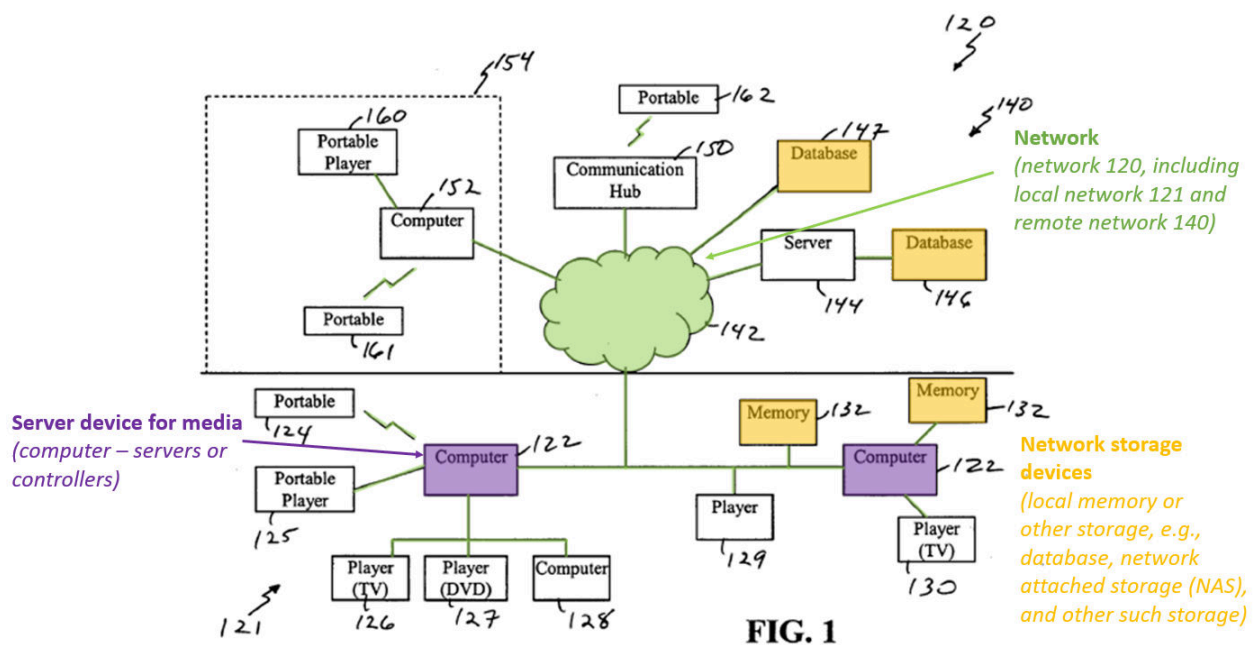 120
154
Portable
162
140
160
Portable
Player
150
147
Database
Network
(network 120, including
local network 121 and
remote network 140)
Communication
Hub
152
Computer
Server
Database
144
146
Portable
161
142
Portable
124
Memory
132
Memory
132
Server device for media
(computer – servers or
controllers)
122
Computer
Computer
122
Network storage
devices
(local memory or
other storage, e.g.,
database, network
attached storage (NAS),
and other such storage)
Portable
Player
125
Player
129
Player
(TV)
130
Player
(TV)
126
Player
(DVD)
127
Computer
128
121
FIG. 1